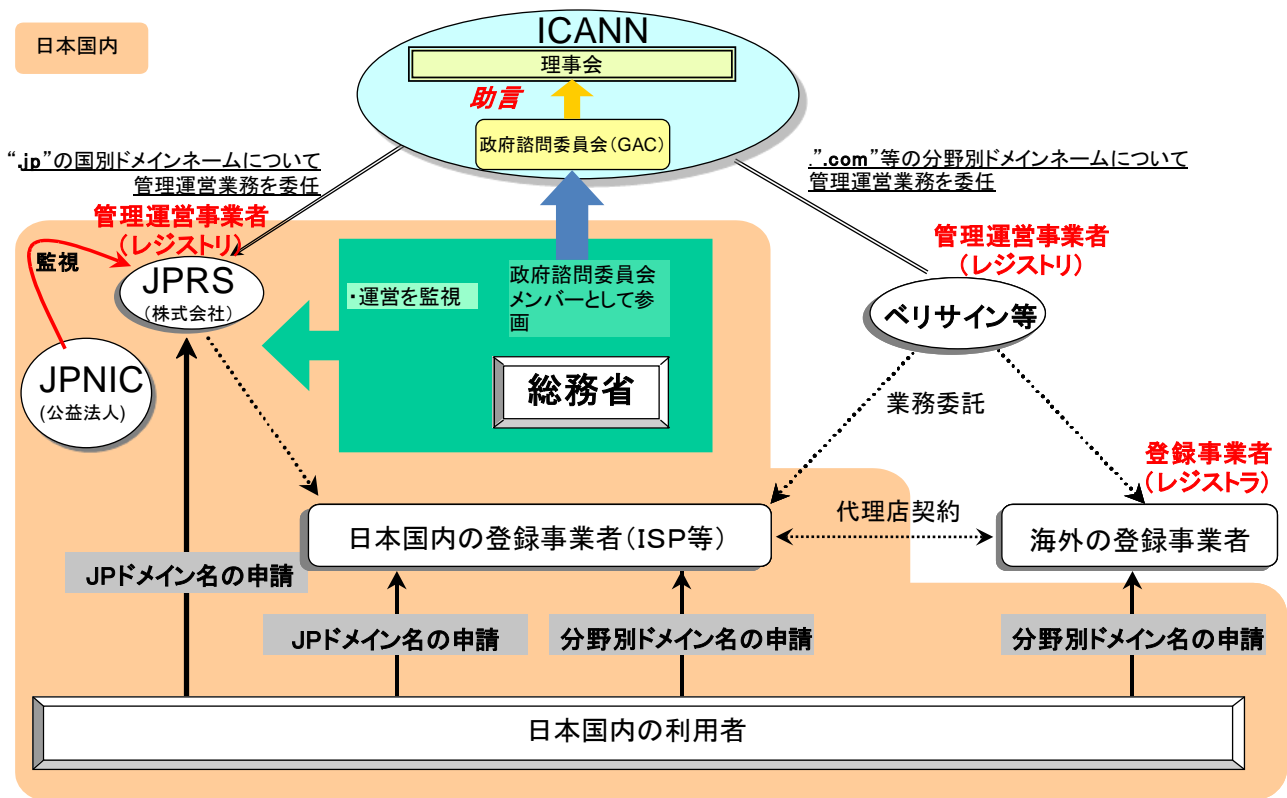 日本国内
ICANN
理事会
助言
政府諮問委員会(GAC)
“.jp”の国別ドメインネームについて
管理運営業務を委任
.”.com”等の分野別ドメインネームについて
管理運営業務を委任
管理運営事業者
(レジストリ)
監視
JPRS
(株式会社)
・運営を監視
政府諮問委員会
メンバーとして参
画
管理運営事業者
(レジストリ)
ベリサイン等
JPNIC
(公益法人)
総務省
業務委託
登録事業者
(レジストラ)
日本国内の登録事業者(ISP等)
代理店契約
海外の登録事業者
JPドメイン名の申請
JPドメイン名の申請
分野別ドメイン名の申請
分野別ドメイン名の申請
日本国内の利用者